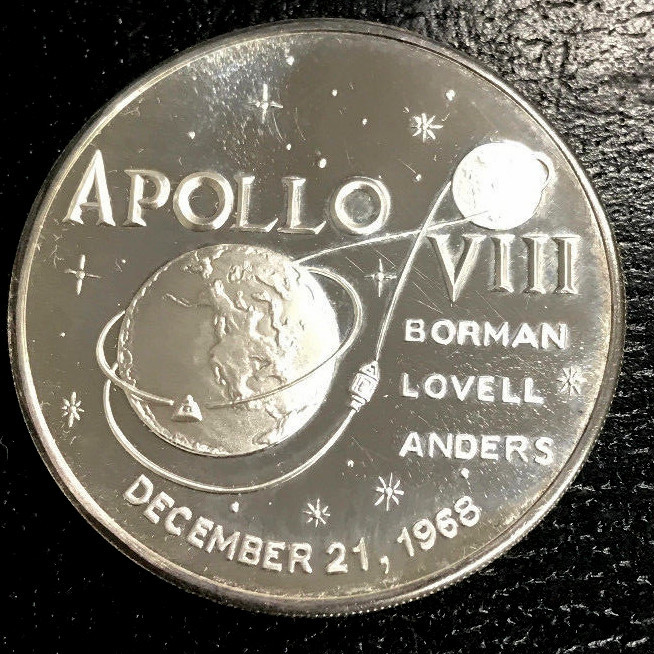 APOLLO
VIII
BORMAN
LOVELL
ANDERS
DECEMBER 21, 1968